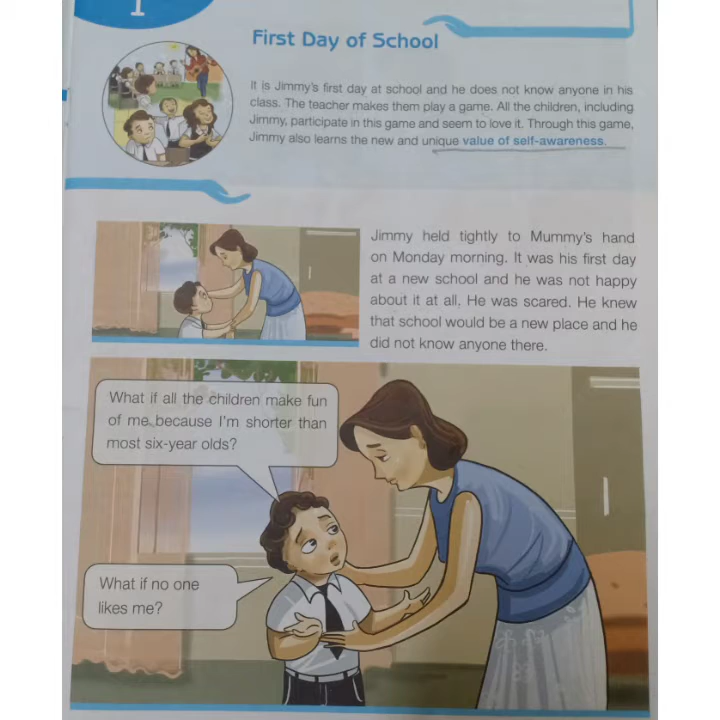 1
First Day of School
It is Jimmy's first day at school and he does not know anyone in his
class. The teacher makes them play a game. All the children, including
Jimmy, participate in this game and seem to love it. Through this game,
Jimmy also learns the new and unique value of self-awareness.
Jimmy held tightly to Mummy's hand
on Monday morning. It was his first day
at a new school and he was not happy
about it at all. He was scared. He knew
that school would be a new place and he
did not know anyone there.
What if all the children make fun
of me because I'm shorter than
most six-year olds?
What if no one
likes me?